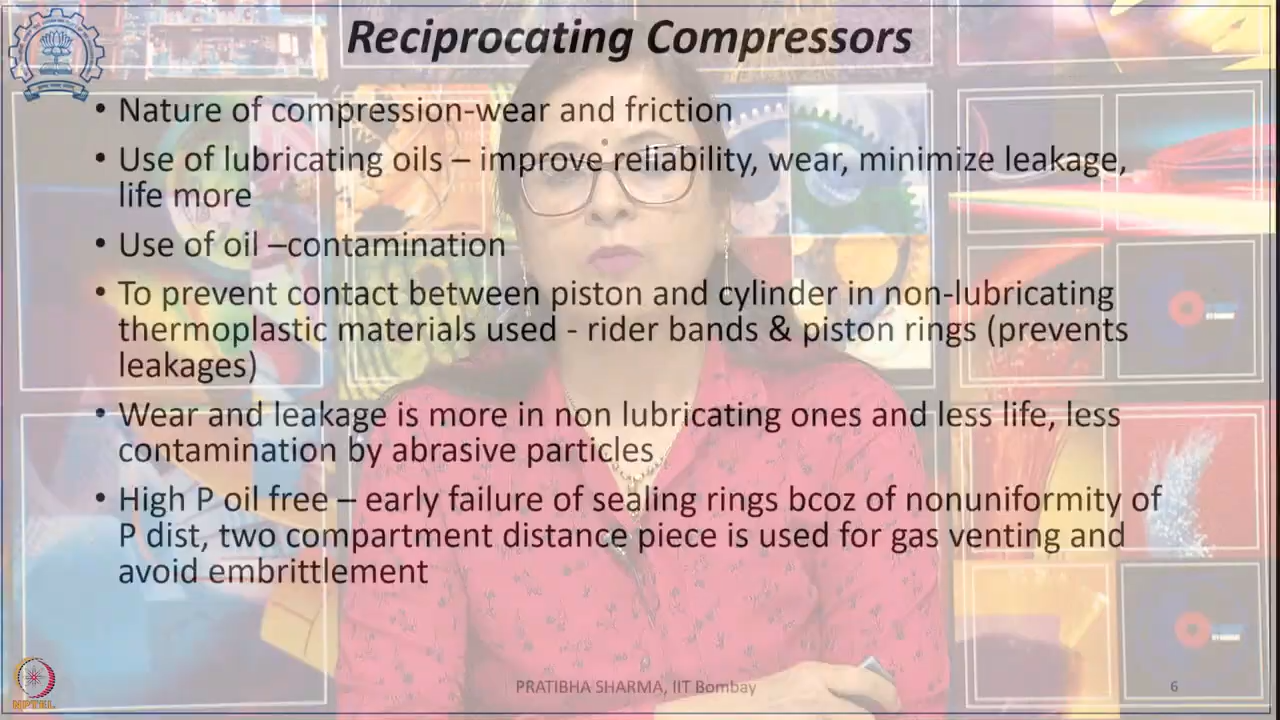 Reciprocating Compressors
• Nature of compression-wear and friction
• Use of lubricating oils – improve reliability, wear, minimize leakage,
life more
• Use of oil –contamination
• To prevent contact between piston and cylinder in non-lubricating
thermoplastic materials used - rider bands & piston rings (prevents
leakages)
• Wear and leakage is more in non lubricating ones and less life, less
contamination by abrasive particles
• High P oil free – early failure of sealing rings bcoz of nonuniformity of
P dist, two compartment distance piece is used for gas venting and
avoid embrittlement
PRATIBHA SHARMA, IIT Bombay
6
NPTEL